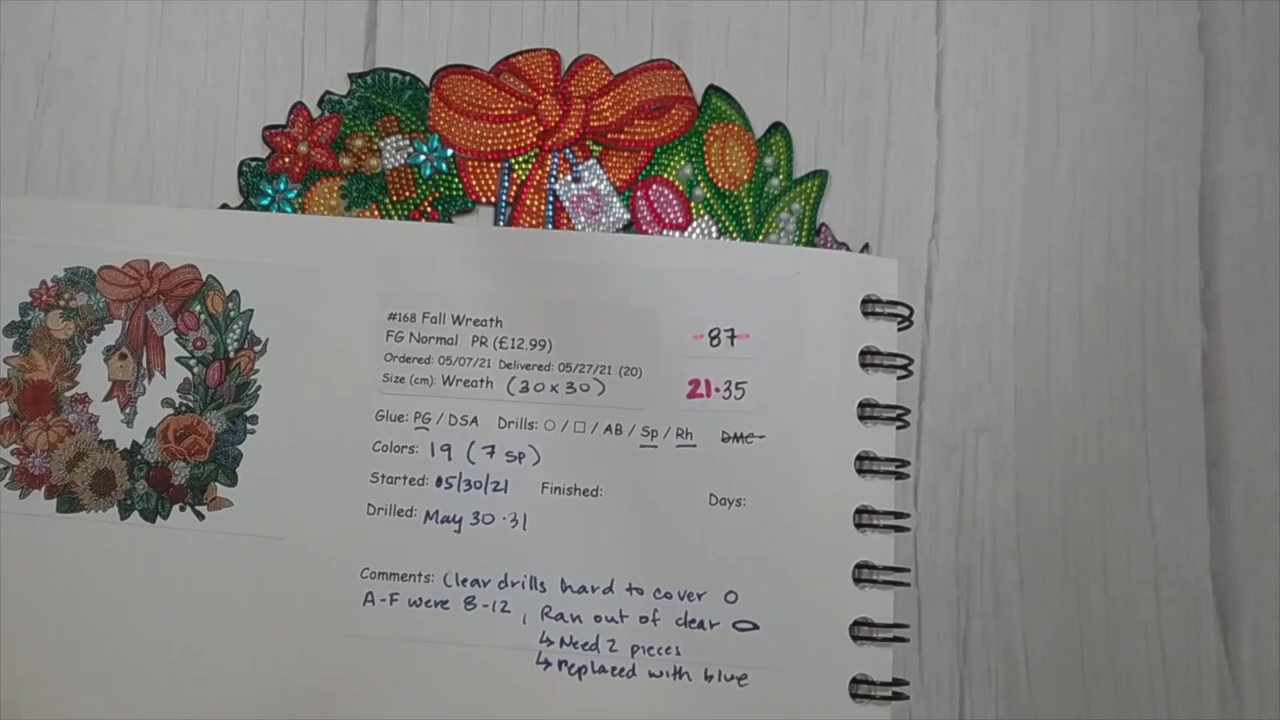 #168 Fall Wreath
FG Normal PR (£12.99)
Ordered: 05/07/21 Delivered: 05/27/21 (20)
Size (cm): Wreath (30x30)
-87-
21.35
Glue: PG / DSA Drills: ○ / □ / AB / Sp / Rh DMC
Colors: 19 (7 sp)
Started: 05/30/21 Finished: Days:
Drilled: May 30.31
Comments: Clear drills hard to cover O
A-F were 8-12, Ran out of clear
↳ Need 2 pieces
↳ replaced with blue